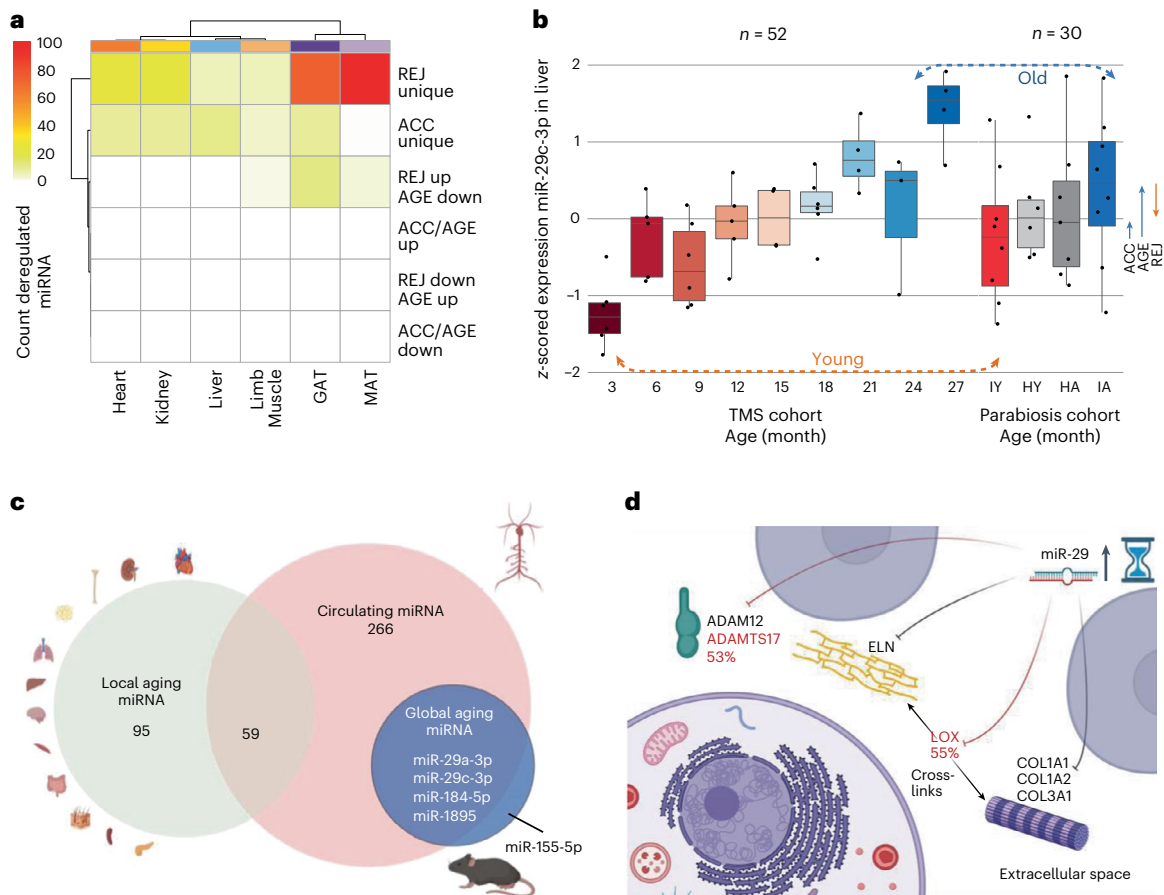 a
100
80
60
40
20
0
Count deregulated
miRNA
REJ
unique
ACC
unique
REJ up
AGE down
ACC/AGE
up
REJ down
AGE up
ACC/AGE
down
Heart
Kidney
Liver
Limb
Muscle
GAT
MAT
b
n = 52
n = 30
z-scored expression miR-29c-3p in liver
2
1
0
−1
−2
Old
Young
ACC
AGE
REJ
3
6
9
12
15
18
21
24
27
IY
HY
HA
IA
TMS cohort
Age (month)
Parabiosis cohort
Age (month)
c
Circulating miRNA
266
Local aging
miRNA
95
59
Global aging
miRNA
miR-29a-3p
miR-29c-3p
miR-184-5p
miR-1895
miR-155-5p
d
miR-29
ADAM12
ADAMTS17
53%
ELN
LOX
55%
Cross-
links
COL1A1
COL1A2
COL3A1
Extracellular space